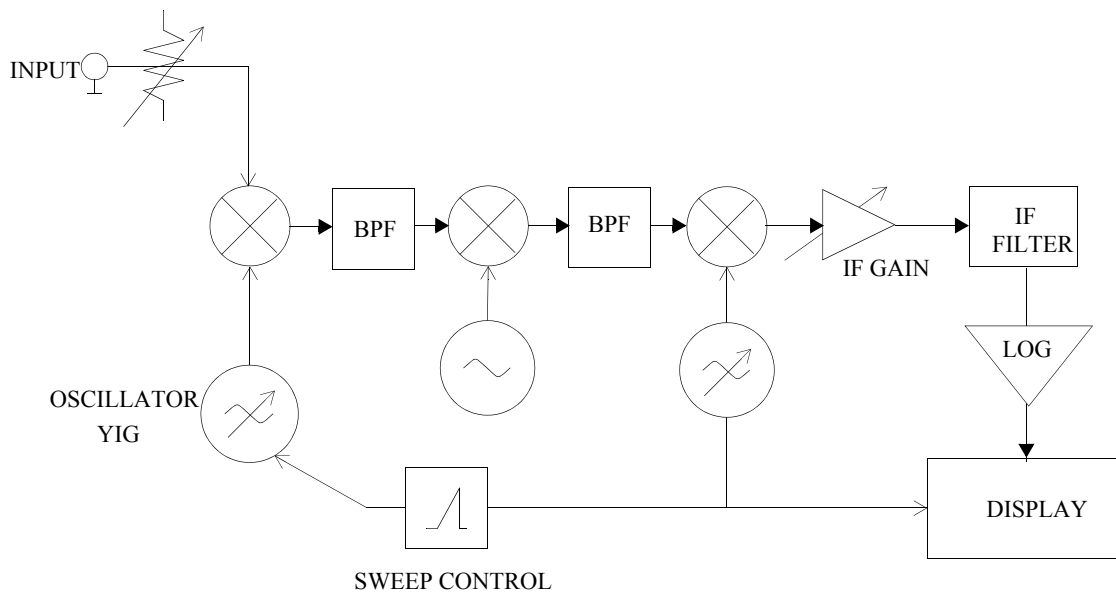 INPUT
BPF
BPF
IF GAIN
IF
FILTER
LOG
OSCILLATOR
YIG
DISPLAY
SWEEP CONTROL